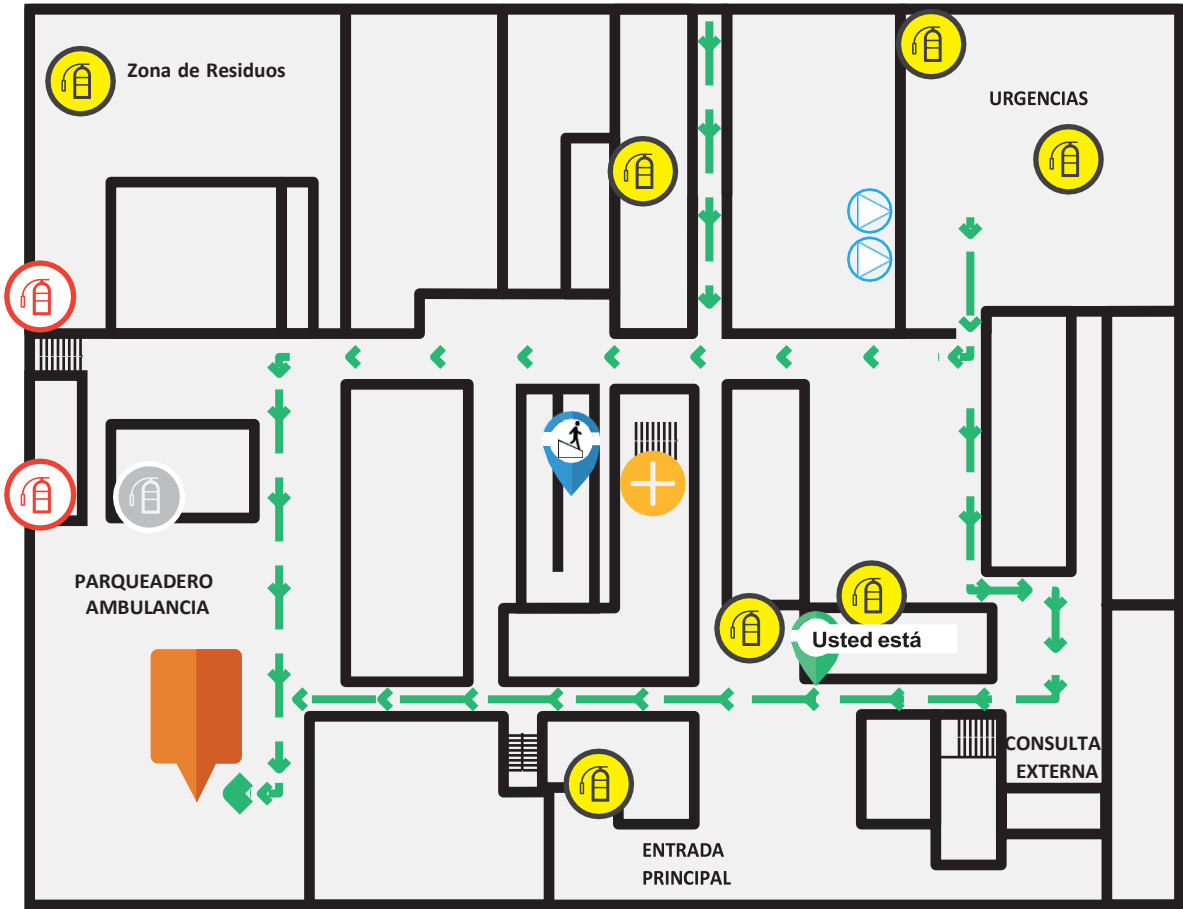 Zona de Residuos
URGENCIAS
PARQUEADERO
AMBULANCIA
Usted está
CONSULTA
EXTERNA
ENTRADA
PRINCIPAL